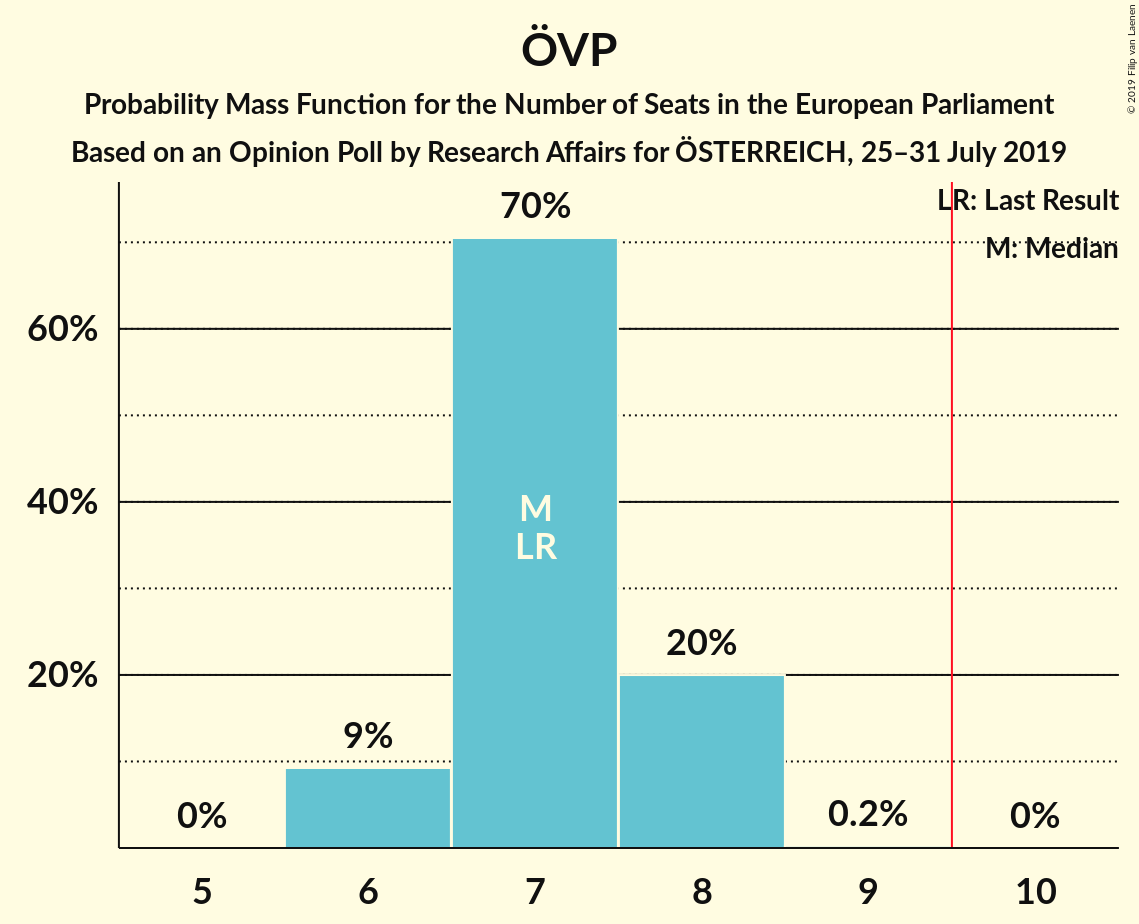 ÖVP
Probability Mass Function for the Number of Seats in the European Parliament
Based on an Opinion Poll by Research Affairs for ÖSTERREICH, 25–31 July 2019
© 2019 Filip van Laenen
LR: Last Result
M: Median
70%
60%
40%
M
LR
20%
20%
9%
0%
0.2%
0%
5 6 7 8 9 10